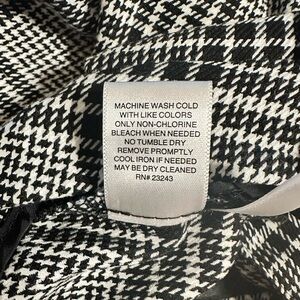 MACHINE WASH COLD
WITH LIKE COLORS
ONLY NON-CHLORINE
BLEACH WHEN NEEDED
NO TUMBLE DRY
REMOVE PROMPTLY
COOL IRON IF NEEDED
MAY BE DRY CLEANED
RN# 23243